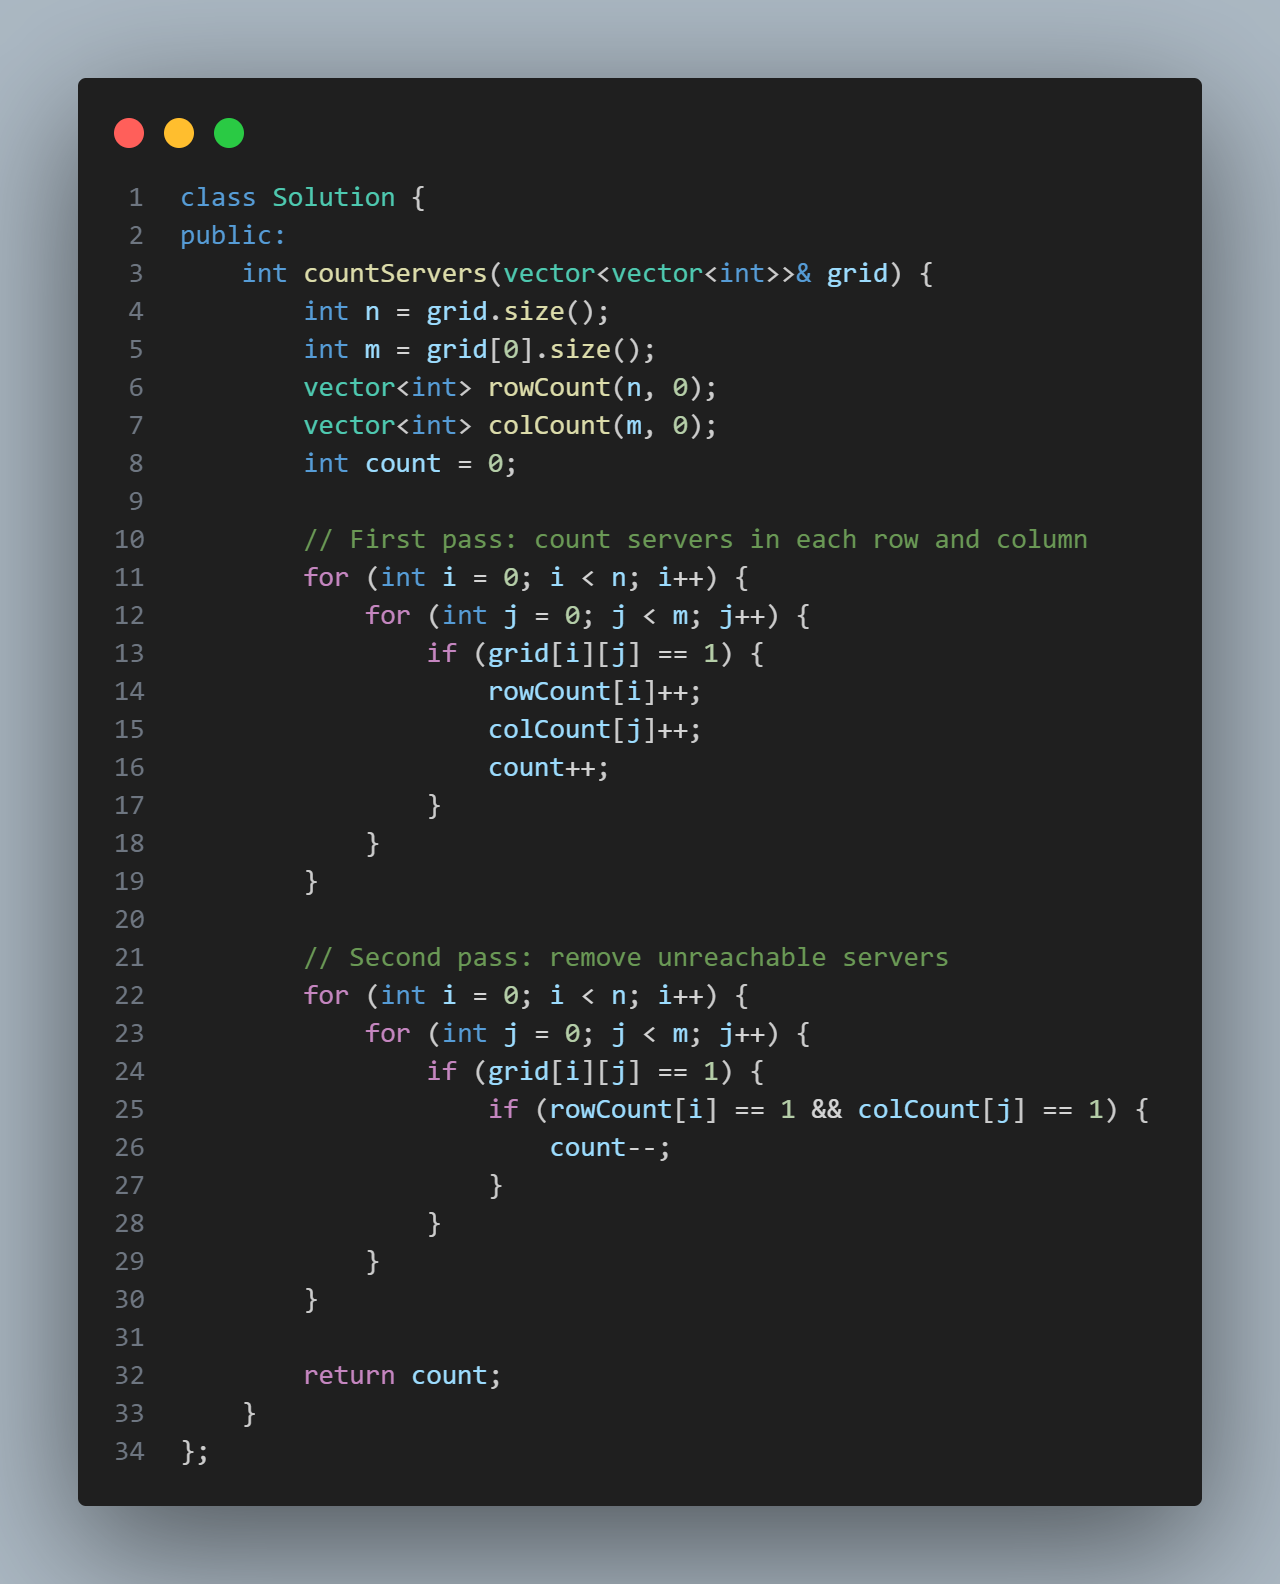 1 class Solution {
2 public:
3     int countServers(vector<vector<int>>& grid) {
4         int n = grid.size();
5         int m = grid[0].size();
6         vector<int> rowCount(n, 0);
7         vector<int> colCount(m, 0);
8         int count = 0;
9
10         // First pass: count servers in each row and column
11         for (int i = 0; i < n; i++) {
12             for (int j = 0; j < m; j++) {
13                 if (grid[i][j] == 1) {
14                     rowCount[i]++;
15                     colCount[j]++;
16                     count++;
17                 }
18             }
19         }
20
21         // Second pass: remove unreachable servers
22         for (int i = 0; i < n; i++) {
23             for (int j = 0; j < m; j++) {
24                 if (grid[i][j] == 1) {
25                     if (rowCount[i] == 1 && colCount[j] == 1) {
26                         count--;
27                     }
28                 }
29             }
30         }
31
32         return count;
33     }
34 };